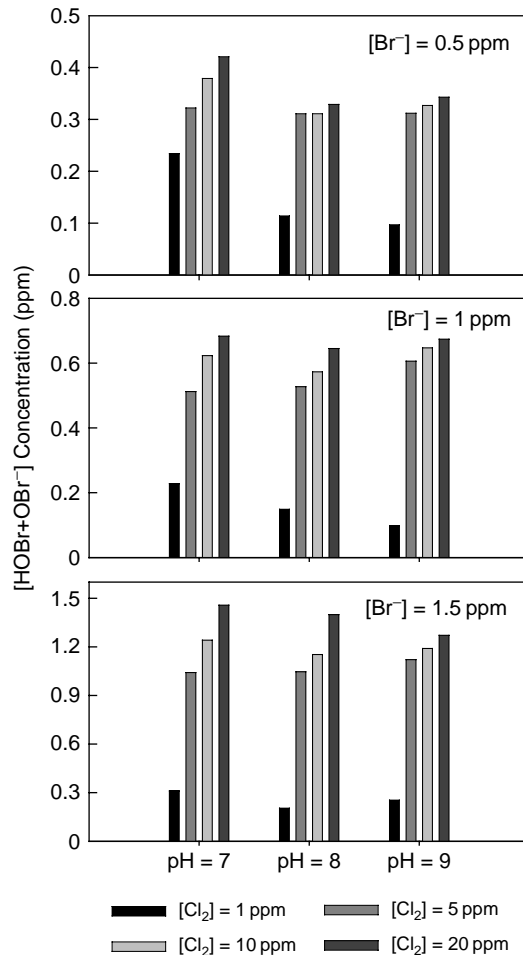 [HOBr+OBr⁻] Concentration (ppm)
[Br⁻] = 0.5 ppm
0.5
0.4
0.3
0.2
0.1
0
[Br⁻] = 1 ppm
0.8
0.6
0.4
0.2
0
[Br⁻] = 1.5 ppm
1.5
1.2
0.9
0.6
0.3
0
pH = 7 pH = 8 pH = 9
[Cl₂] = 1 ppm [Cl₂] = 5 ppm
[Cl₂] = 10 ppm [Cl₂] = 20 ppm